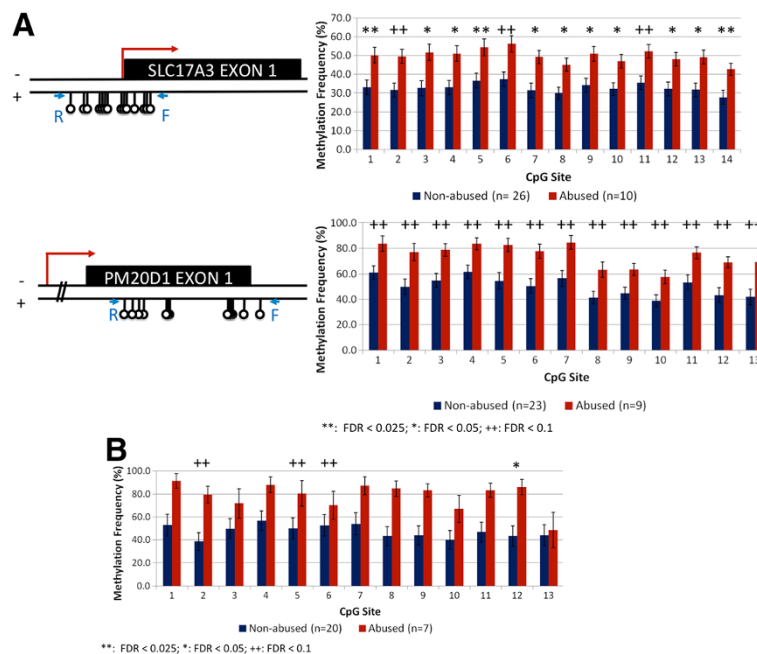 A
SLC17A3 EXON 1
-
+
R F
Methylation Frequency (%)
70.0
60.0
50.0
40.0
30.0
20.0
10.0
0.0
** ++ * * ** ++ * * * * ++ * * **
1 2 3 4 5 6 7 8 9 10 11 12 13 14
CpG Site
Non-abused (n= 26) Abused (n=10)
PM20D1 EXON 1
-
+
R F
Methylation Frequency (%)
100.0
80.0
60.0
40.0
20.0
0.0
++ ++ ++ ++ ++ ++ ++ ++ ++ ++ ++ ++ ++
1 2 3 4 5 6 7 8 9 10 11 12 13
CpG Site
Non-abused (n=23) Abused (n=9)
**: FDR < 0.025; *: FDR < 0.05; ++: FDR < 0.1
B
Methylation Frequency (%)
100.0
80.0
60.0
40.0
20.0
0.0
++ ++ ++ *
1 2 3 4 5 6 7 8 9 10 11 12 13
CpG Site
Non-abused (n=20) Abused (n=7)
**: FDR < 0.025; *: FDR < 0.05; ++: FDR < 0.1